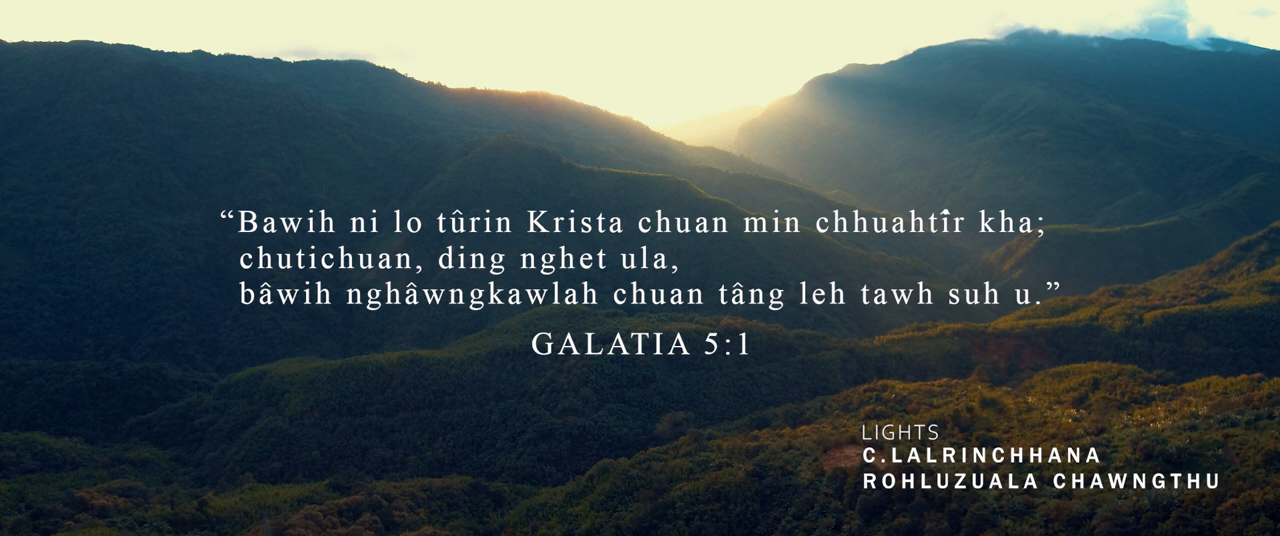 “Bawih ni lo tûrin Krista chuan min chhuahtîr kha;
chutichuan, ding nghet ula,
bâwih nghâwngkawlah chuan tâng leh tawh suh u.”
GALATIA 5:1
LIGHTS
C.LALRINCHHANA
ROHLUZUALA CHAWNGTHU